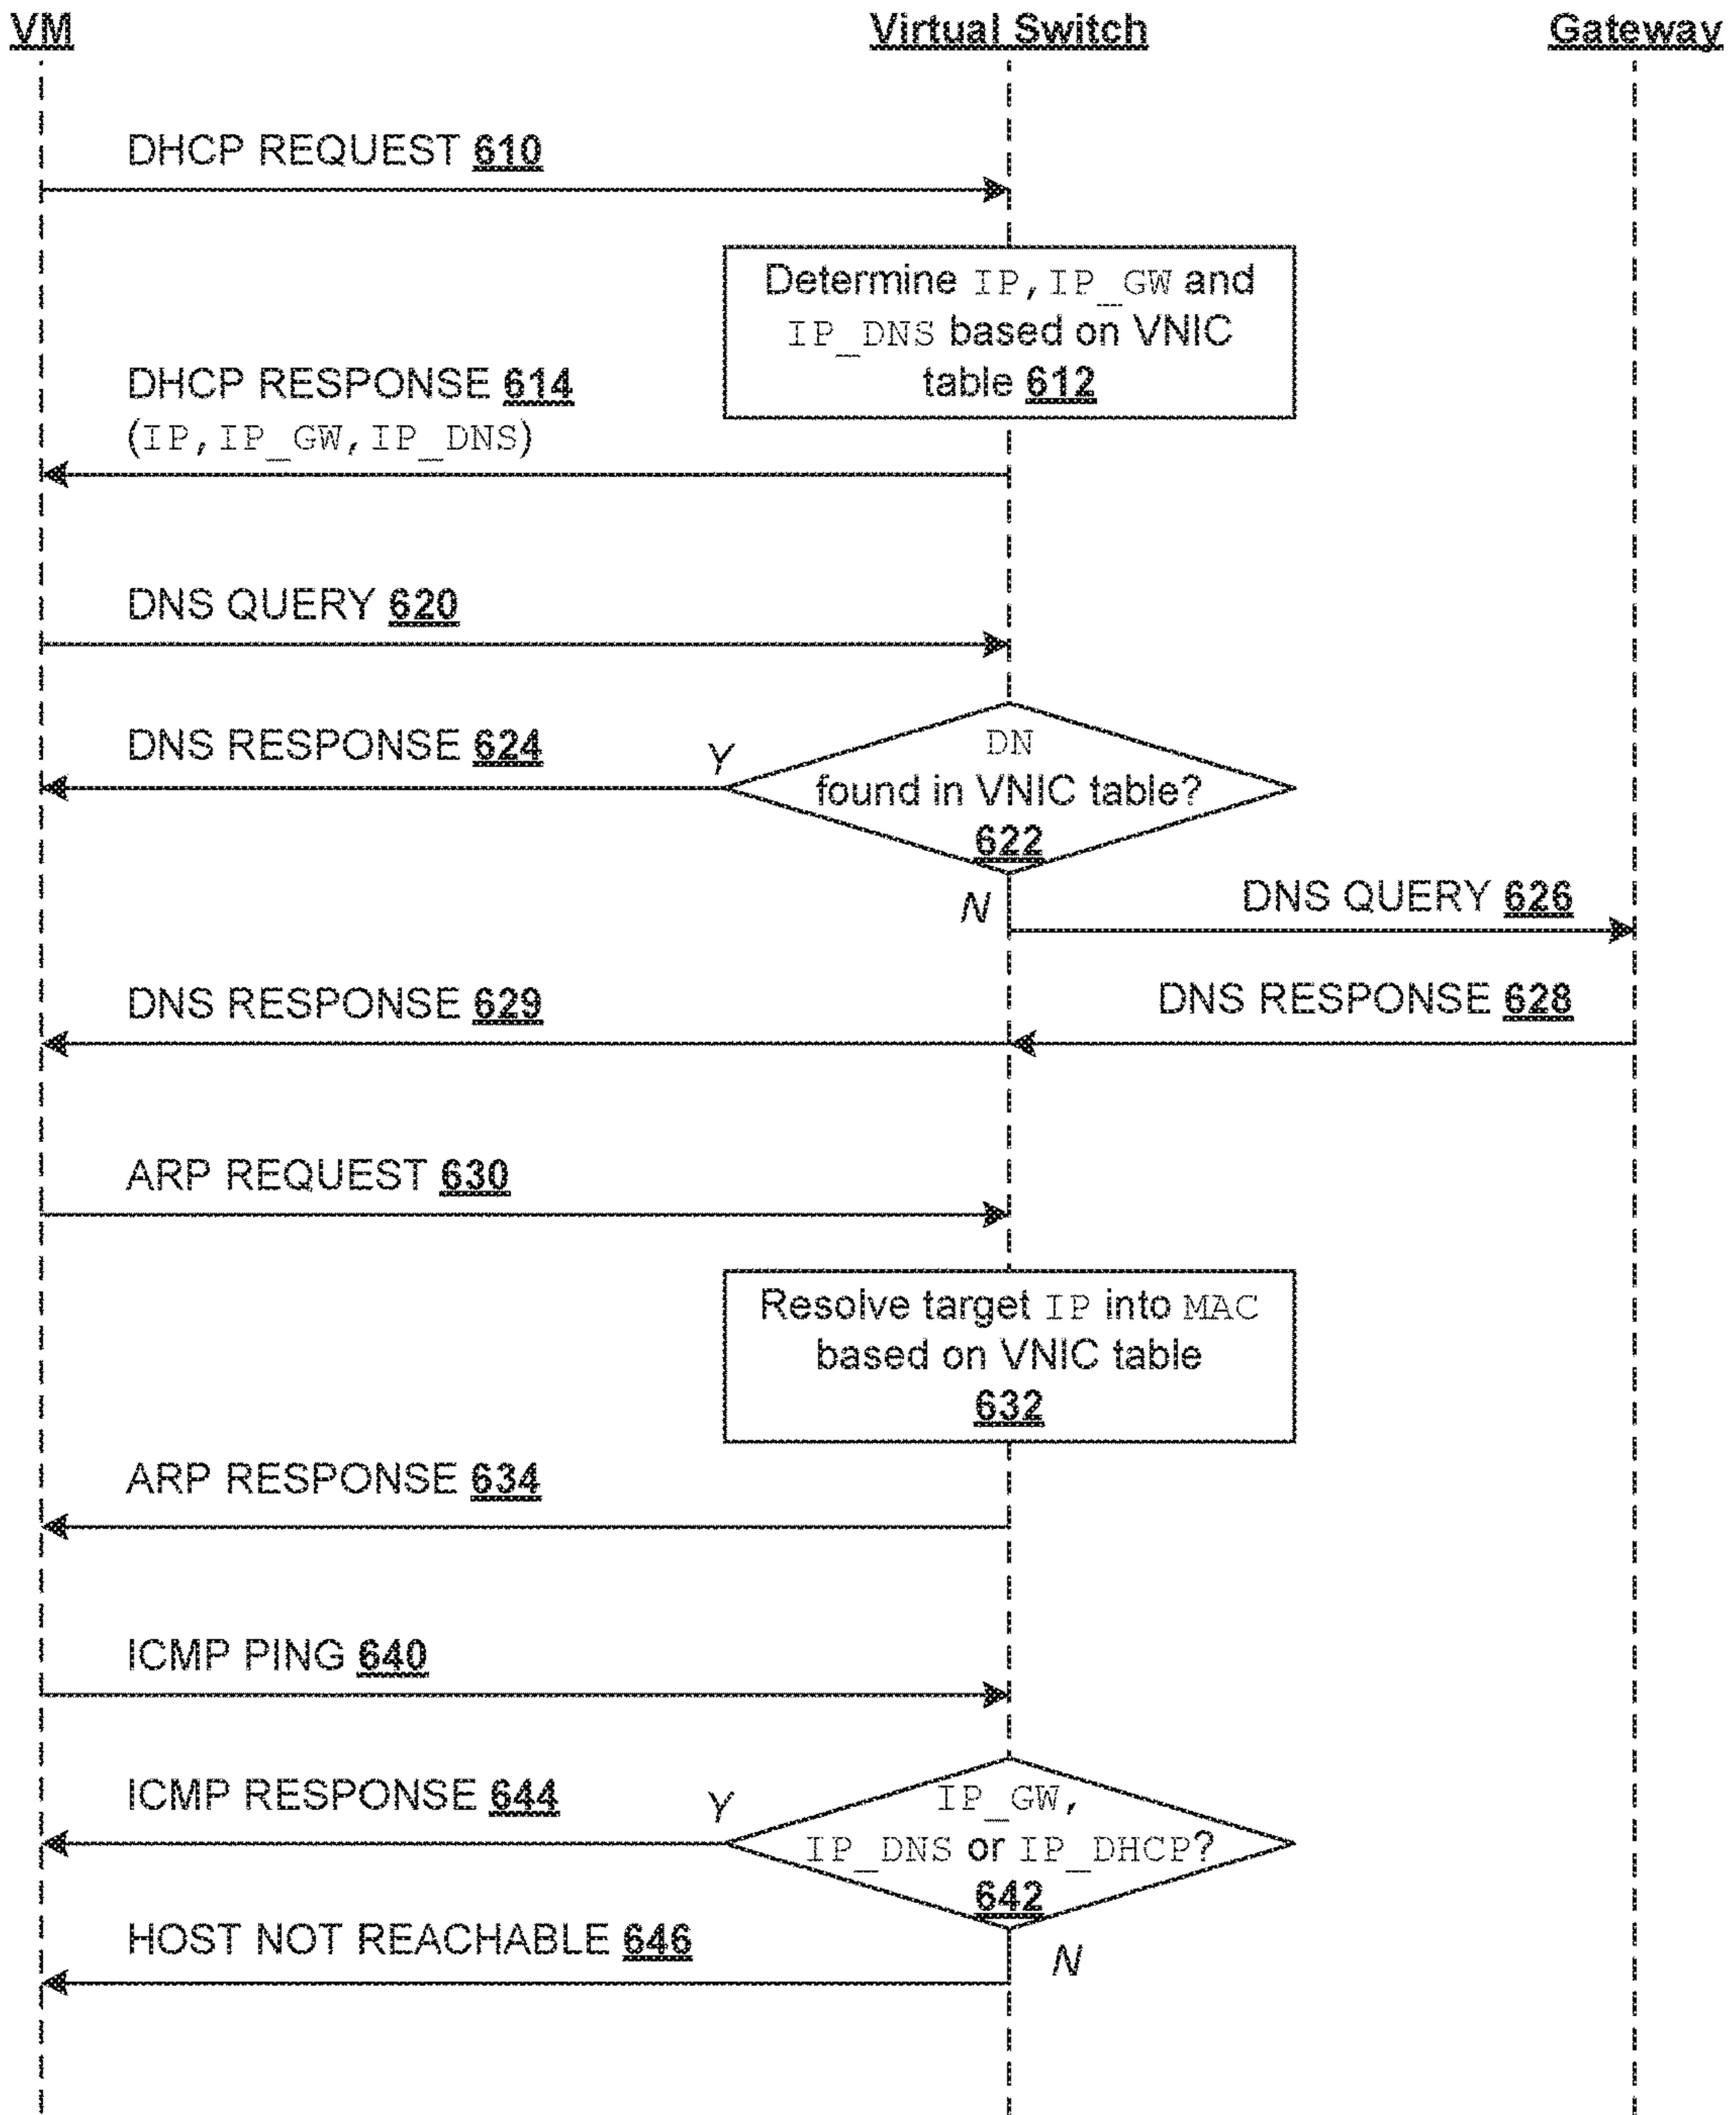 VM
Virtual Switch
Gateway
DHCP REQUEST 610
Determine IP, IP_GW and
IP_DNS based on VNIC
table 612
DHCP RESPONSE 614
(IP, IP_GW, IP_DNS)
DNS QUERY 620
DNS RESPONSE 624
Y
DN
found in VNIC table?
622
N
DNS QUERY 626
DNS RESPONSE 629
DNS RESPONSE 628
ARP REQUEST 630
Resolve target IP into MAC
based on VNIC table
632
ARP RESPONSE 634
ICMP PING 640
ICMP RESPONSE 644
Y
IP_GW,
IP_DNS or IP_DHCP?
642
HOST NOT REACHABLE 646
N